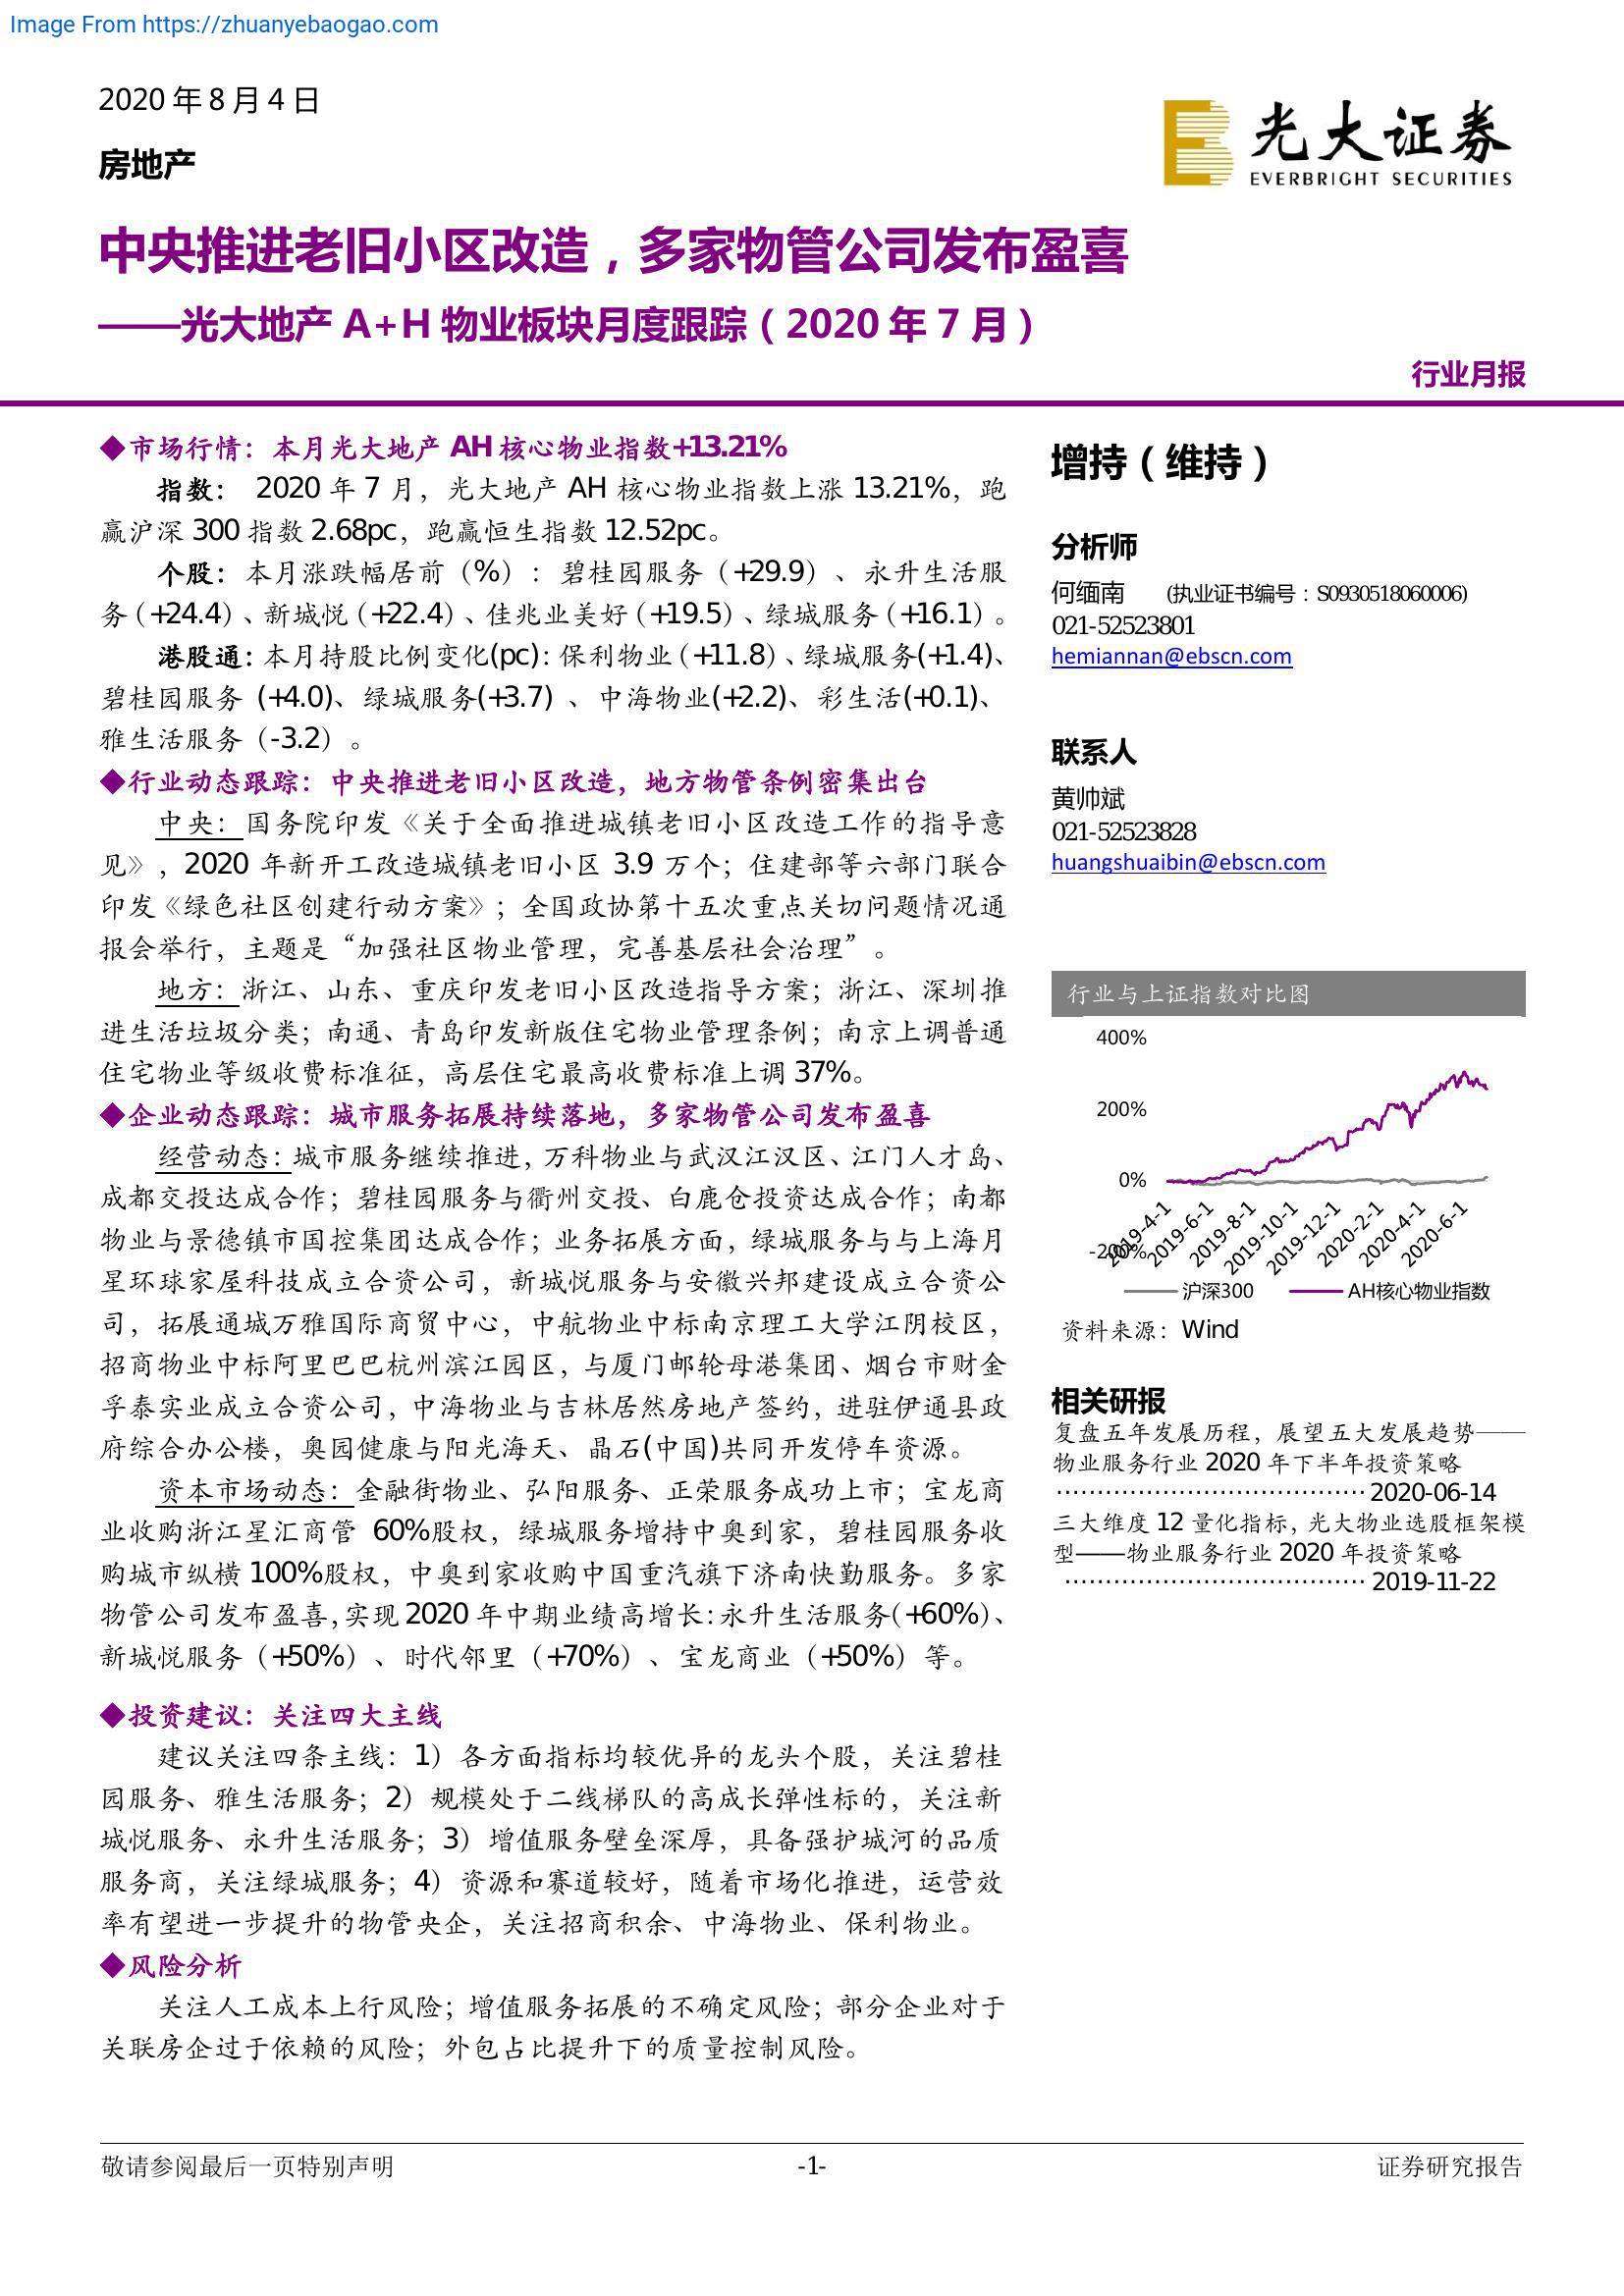 Image From https://zhuanyebaogao.com
2020 年 8 月 4 日
房地产
光大证券
EVERBRIGHT SECURITIES
中央推进老旧小区改造，多家物管公司发布盈喜
——光大地产 A+H 物业板块月度跟踪（2020 年 7 月）
行业月报
◆市场行情：本月光大地产 AH 核心物业指数+13.21%
指数： 2020 年 7 月，光大地产 AH 核心物业指数上涨 13.21%，跑
赢沪深 300 指数 2.68pc，跑赢恒生指数 12.52pc。
个股：本月涨跌幅居前（%）：碧桂园服务（+29.9）、永升生活服
务（+24.4）、新城悦（+22.4）、佳兆业美好（+19.5）、绿城服务（+16.1）。
港股通：本月持股比例变化(pc)：保利物业（+11.8）、绿城服务(+1.4)、
碧桂园服务 (+4.0)、绿城服务(+3.7) 、中海物业(+2.2)、彩生活(+0.1)、
雅生活服务（-3.2）。
◆行业动态跟踪：中央推进老旧小区改造，地方物管条例密集出台
中央：国务院印发《关于全面推进城镇老旧小区改造工作的指导意
见》，2020 年新开工改造城镇老旧小区 3.9 万个；住建部等六部门联合
印发《绿色社区创建行动方案》；全国政协第十五次重点关切问题情况通
报会举行，主题是“加强社区物业管理，完善基层社会治理”。
地方：浙江、山东、重庆印发老旧小区改造指导方案；浙江、深圳推
进生活垃圾分类；南通、青岛印发新版住宅物业管理条例；南京上调普通
住宅物业等级收费标准征，高层住宅最高收费标准上调 37%。
◆企业动态跟踪：城市服务拓展持续落地，多家物管公司发布盈喜
经营动态：城市服务继续推进，万科物业与武汉江汉区、江门人才岛、
成都交投达成合作；碧桂园服务与衢州交投、白鹿仓投资达成合作；南都
物业与景德镇市国控集团达成合作；业务拓展方面，绿城服务与与上海月
星环球家居科技成立合资公司，新城悦服务与安徽兴邦建设成立合资公
司，拓展通城万雅国际商贸中心，中航物业中标南京理工大学江阴校区，
招商物业中标阿里巴巴杭州滨江园区，与厦门邮轮母港集团、烟台市财金
孚泰实业成立合资公司，中海物业与吉林居然房地产签约，进驻伊通县政
府综合办公楼，奥园健康与阳光海天、晶石(中国)共同开发停车资源。
资本市场动态：金融街物业、弘阳服务、正荣服务成功上市；宝龙商
业收购浙江星汇商管 60%股权，绿城服务增持中奥到家，碧桂园服务收
购城市纵横 100%股权，中奥到家收购中国重汽旗下济南快勤服务。多家
物管公司发布盈喜，实现 2020 年中期业绩高增长：永升生活服务（+60%）、
新城悦服务（+50%）、时代邻里（+70%）、宝龙商业（+50%）等。
◆投资建议：关注四大主线
建议关注四条主线：1）各方面指标均较优异的龙头个股，关注碧桂
园服务、雅生活服务；2）规模处于二线梯队的高成长弹性标的，关注新
城悦服务、永升生活服务；3）增值服务壁垒深厚，具备强护城河的品质
服务商，关注绿城服务；4）资源和赛道较好，随着市场化推进，运营效
率有望进一步提升的物管央企，关注招商积余、中海物业、保利物业。
◆风险分析
关注人工成本上行风险；增值服务拓展的不确定风险；部分企业对于
关联房企过于依赖的风险；外包占比提升下的质量控制风险。
增持（维持）
分析师
何缅南 (执业证书编号：S0930518060006)
021-52523801
hemiannan@ebscn.com
联系人
黄帅斌
021-52523828
huangshuaibin@ebscn.com
行业与上证指数对比图
400%
200%
0%
-200%
2019-4-1 2019-6-1 2019-8-1 2019-10-1 2019-12-1 2020-2-1 2020-4-1 2020-6-1
沪深300 AH核心物业指数
资料来源：Wind
相关研报
复盘五年发展历程，展望五大发展趋势——
物业服务行业 2020 年下半年投资策略
······································ 2020-06-14
三大维度 12 量化指标，光大物业选股框架模
型——物业服务行业 2020 年投资策略
····································· 2019-11-22
敬请参阅最后一页特别声明 -1- 证券研究报告